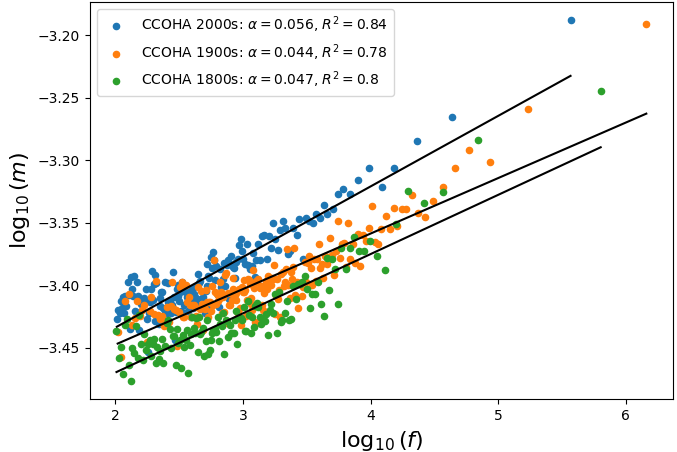 CCOHA 2000s: α = 0.056, R² = 0.84
CCOHA 1900s: α = 0.044, R² = 0.78
CCOHA 1800s: α = 0.047, R² = 0.8
−3.20
−3.25
−3.30
−3.35
−3.40
−3.45
log₁₀(m)
2 3 4 5 6
log₁₀(f)